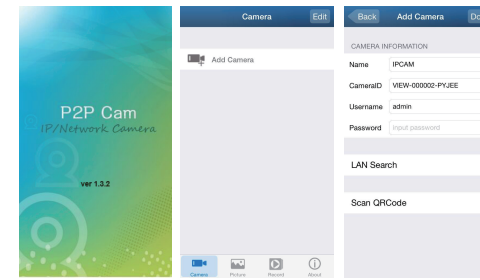 P2P Cam
IP/Network Camera
ver 1.3.2
Camera
Edit
Add Camera
Camera
Picture
Record
About
Back
Add Camera
Do
CAMERA INFORMATION
Name
IPCAM
CameraID
VIEW-000002-PYJEE
Username
admin
Password
Input password
LAN Search
Scan QRCode